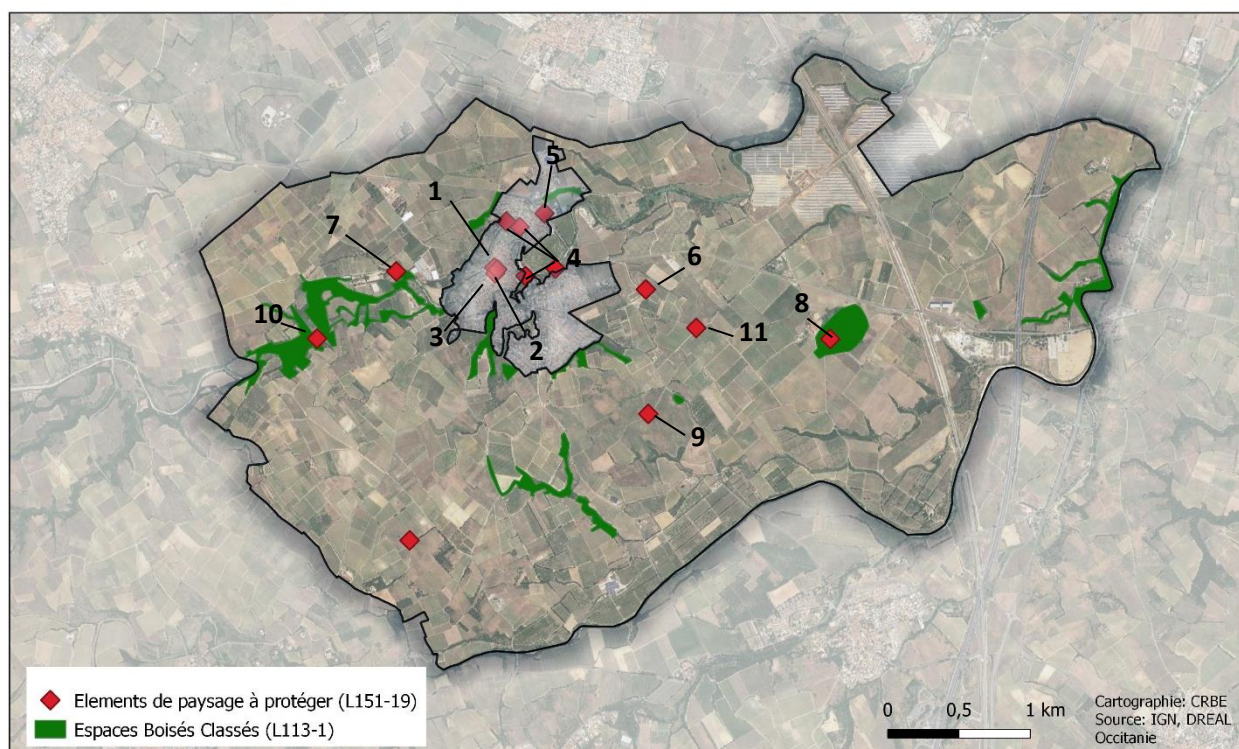 5
1
7
4
6
10
11
8
3
2
9
Elements de paysage à protéger (L151-19)
Espaces Boisés Classés (L113-1)
0 0,5 1 km
Cartographie: CRBE
Source: IGN, DREAL
Occitanie